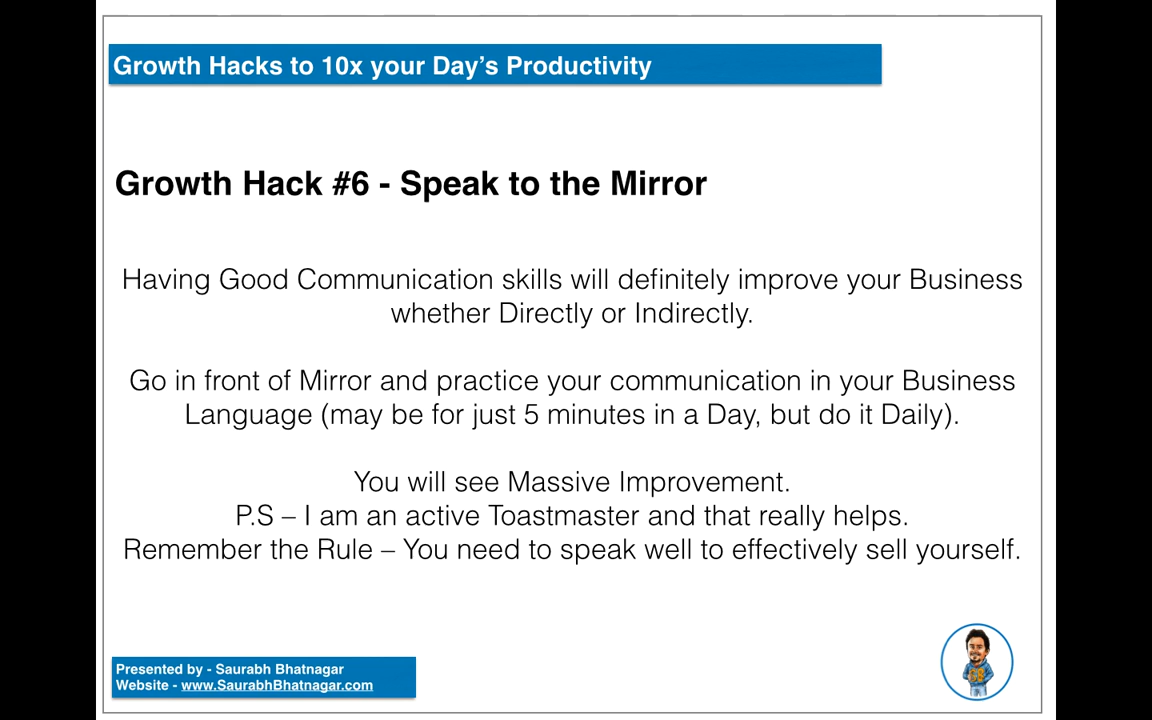 Growth Hacks to 10x your Day’s Productivity
Growth Hack #6 - Speak to the Mirror
Having Good Communication skills will definitely improve your Business
whether Directly or Indirectly.
Go in front of Mirror and practice your communication in your Business
Language (may be for just 5 minutes in a Day, but do it Daily).
You will see Massive Improvement.
P.S – I am an active Toastmaster and that really helps.
Remember the Rule – You need to speak well to effectively sell yourself.
Presented by - Saurabh Bhatnagar
Website - www.SaurabhBhatnagar.com